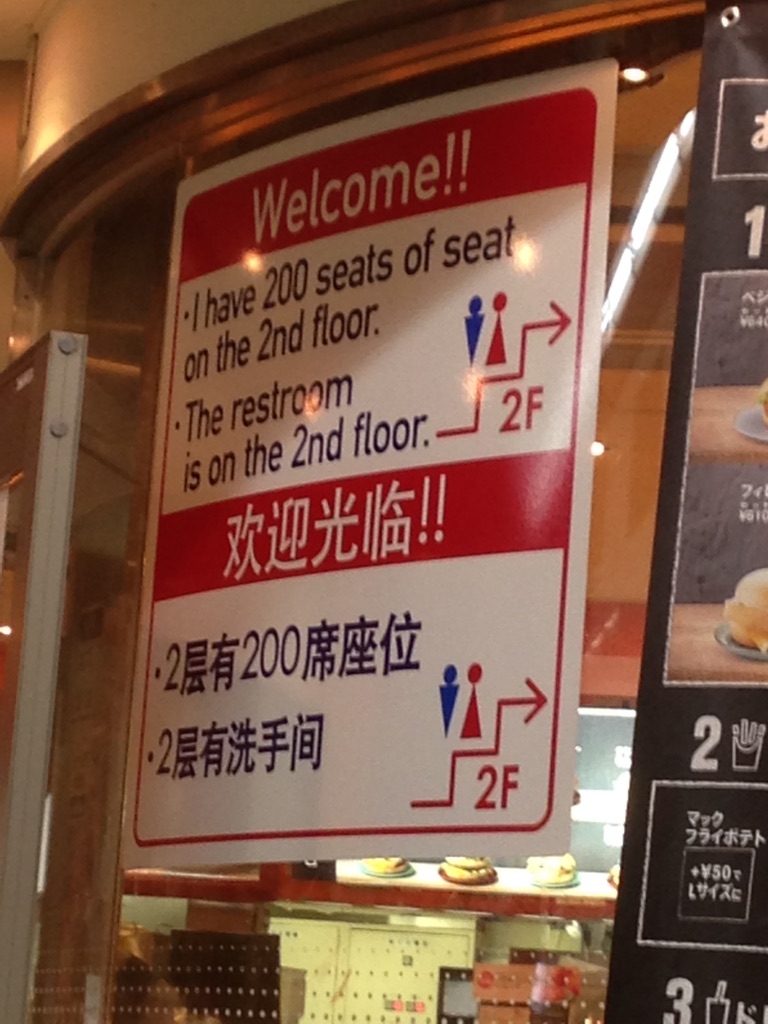 Welcome!!
·I have 200 seats of seat
on the 2nd floor.
·The restroom
is on the 2nd floor.
2F
欢迎光临!!
·2层有200席座位
·2层有洗手间
2F
1
¥640
¥610
2
マック
フライポテト
+¥50で
Lサイズに
3